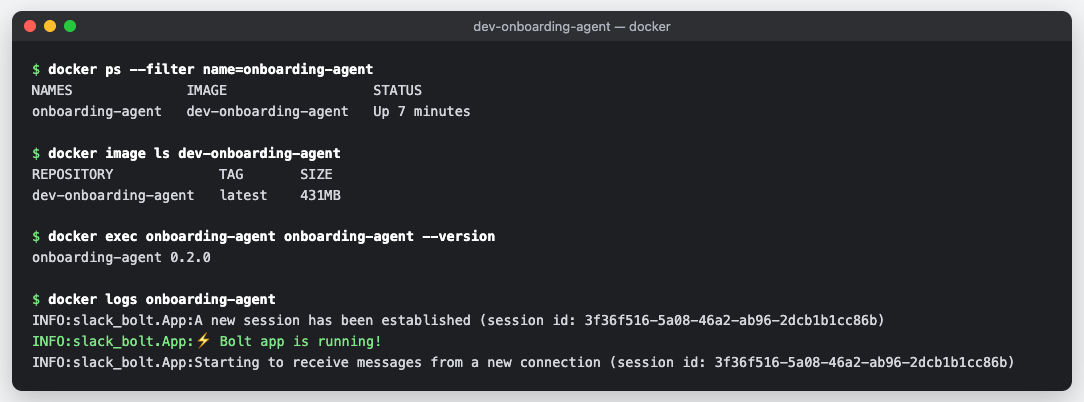 dev-onboarding-agent — docker
$ docker ps --filter name=onboarding-agent
NAMES IMAGE STATUS
onboarding-agent dev-onboarding-agent Up 7 minutes
$ docker image ls dev-onboarding-agent
REPOSITORY TAG SIZE
dev-onboarding-agent latest 431MB
$ docker exec onboarding-agent onboarding-agent --version
onboarding-agent 0.2.0
$ docker logs onboarding-agent
INFO:slack_bolt.App:A new session has been established (session id: 3f36f516-5a08-46a2-ab96-2dcb1b1cc86b)
INFO:slack_bolt.App:⚡ Bolt app is running!
INFO:slack_bolt.App:Starting to receive messages from a new connection (session id: 3f36f516-5a08-46a2-ab96-2dcb1b1cc86b)